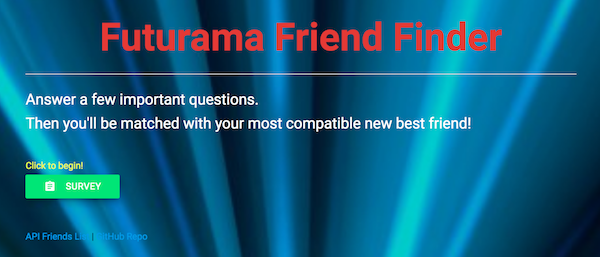 Futurama Friend Finder
Answer a few important questions.
Then you'll be matched with your most compatible new best friend!
Click to begin!
SURVEY
API Friends | GitHub Repo